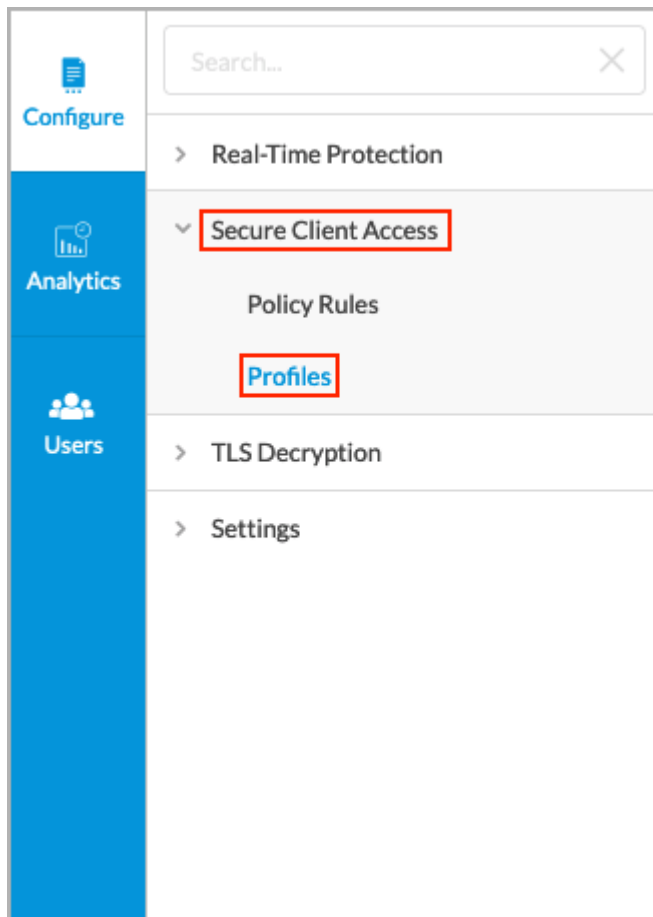 Configure
Analytics
Users
Search...
Real-Time Protection
Secure Client Access
Policy Rules
Profiles
TLS Decryption
Settings